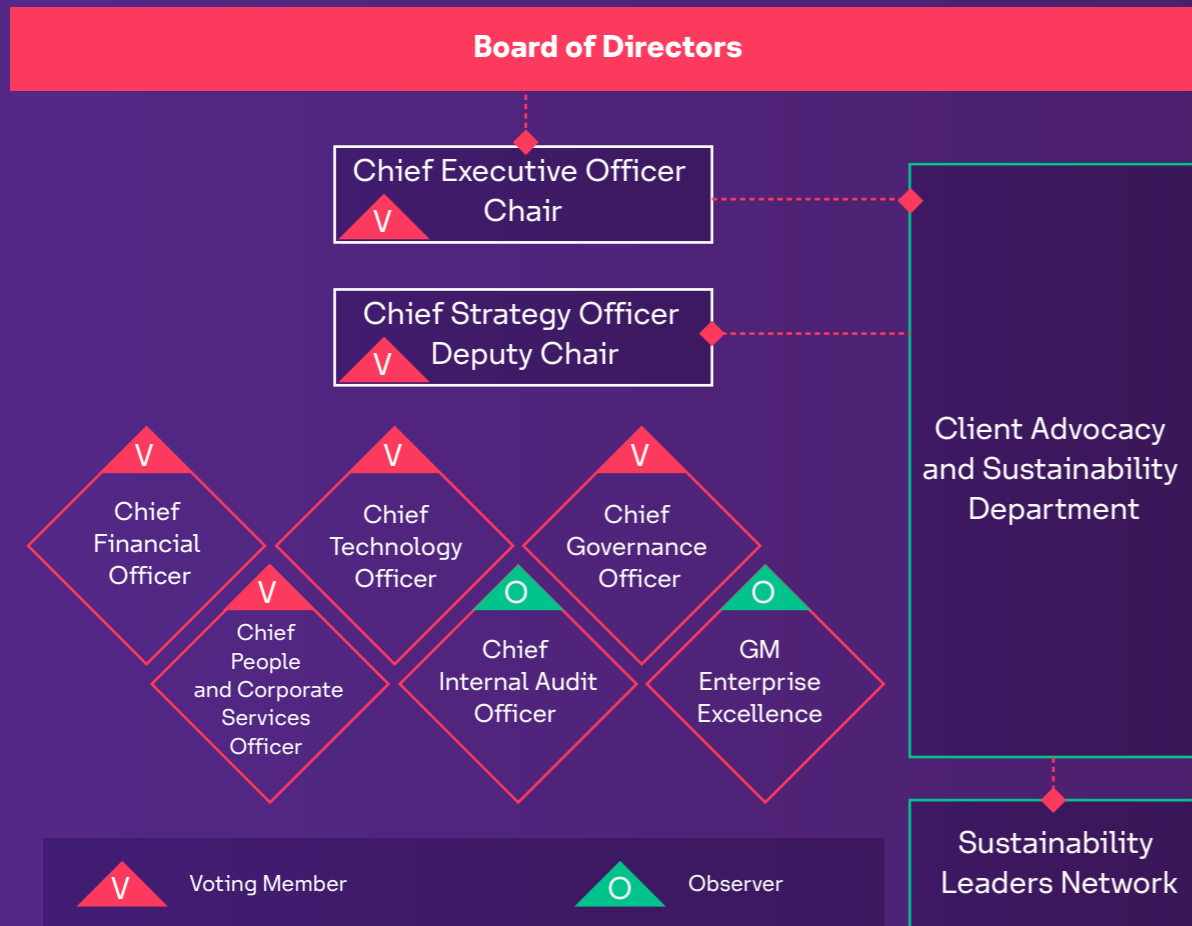 Board of Directors
Chief Executive Officer
Chair
V
Chief Strategy Officer
Deputy Chair
V
Client Advocacy
and Sustainability
Department
V
Chief
Financial
Officer
V
Chief
Technology
Officer
V
Chief
Governance
Officer
V
Chief
People
and Corporate
Services
Officer
O
Chief
Internal Audit
Officer
O
GM
Enterprise
Excellence
Sustainability
Leaders Network
V Voting Member
O Observer